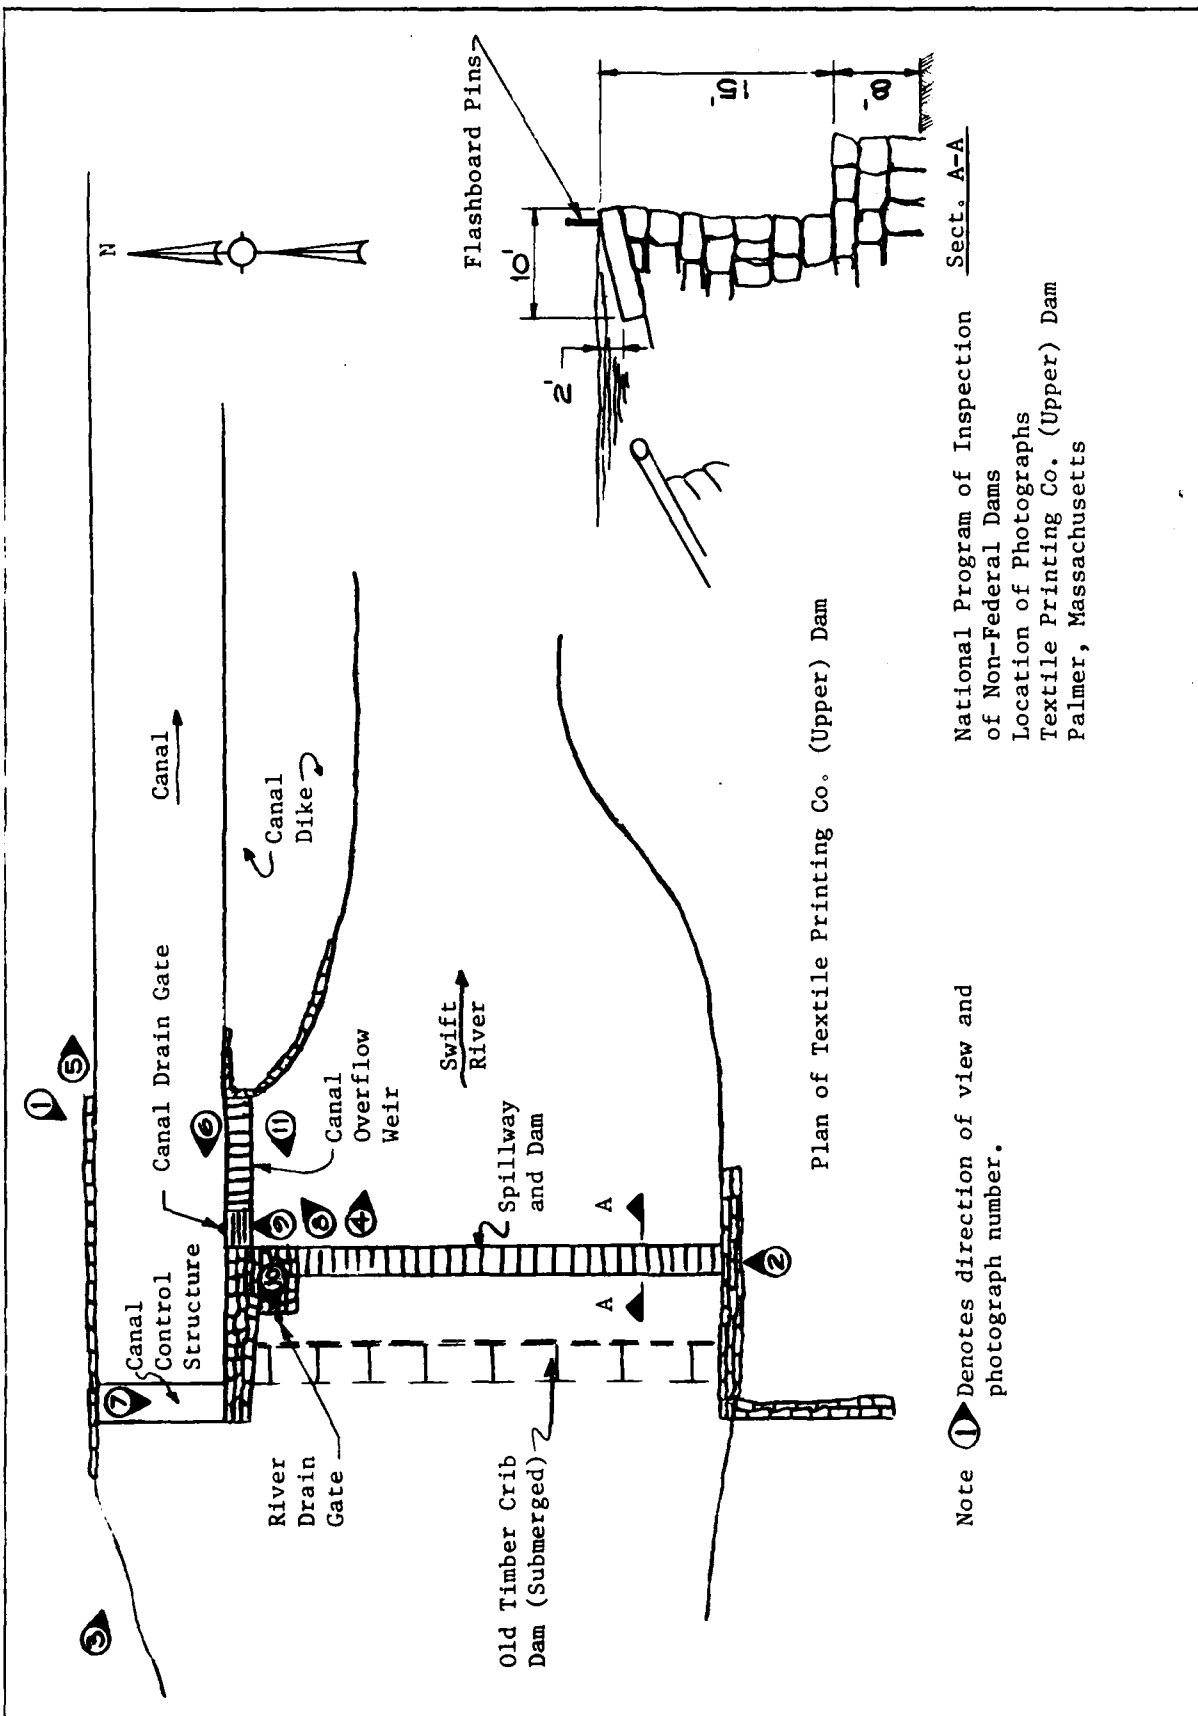 N
Canal
Canal
Dike
Canal Drain Gate
Canal
Control
Structure
River
Drain
Gate
Canal
Overflow
Weir
Swift
River
Spillway
and Dam
Old Timber Crib
Dam (Submerged)
A
A
1
5
6
11
9
8
4
10
7
3
2
Plan of Textile Printing Co. (Upper) Dam
Note 1 Denotes direction of view and
photograph number.
Flashboard Pins
10'
2'
15'
8'
Sect. A-A
National Program of Inspection
of Non-Federal Dams
Location of Photographs
Textile Printing Co. (Upper) Dam
Palmer, Massachusetts